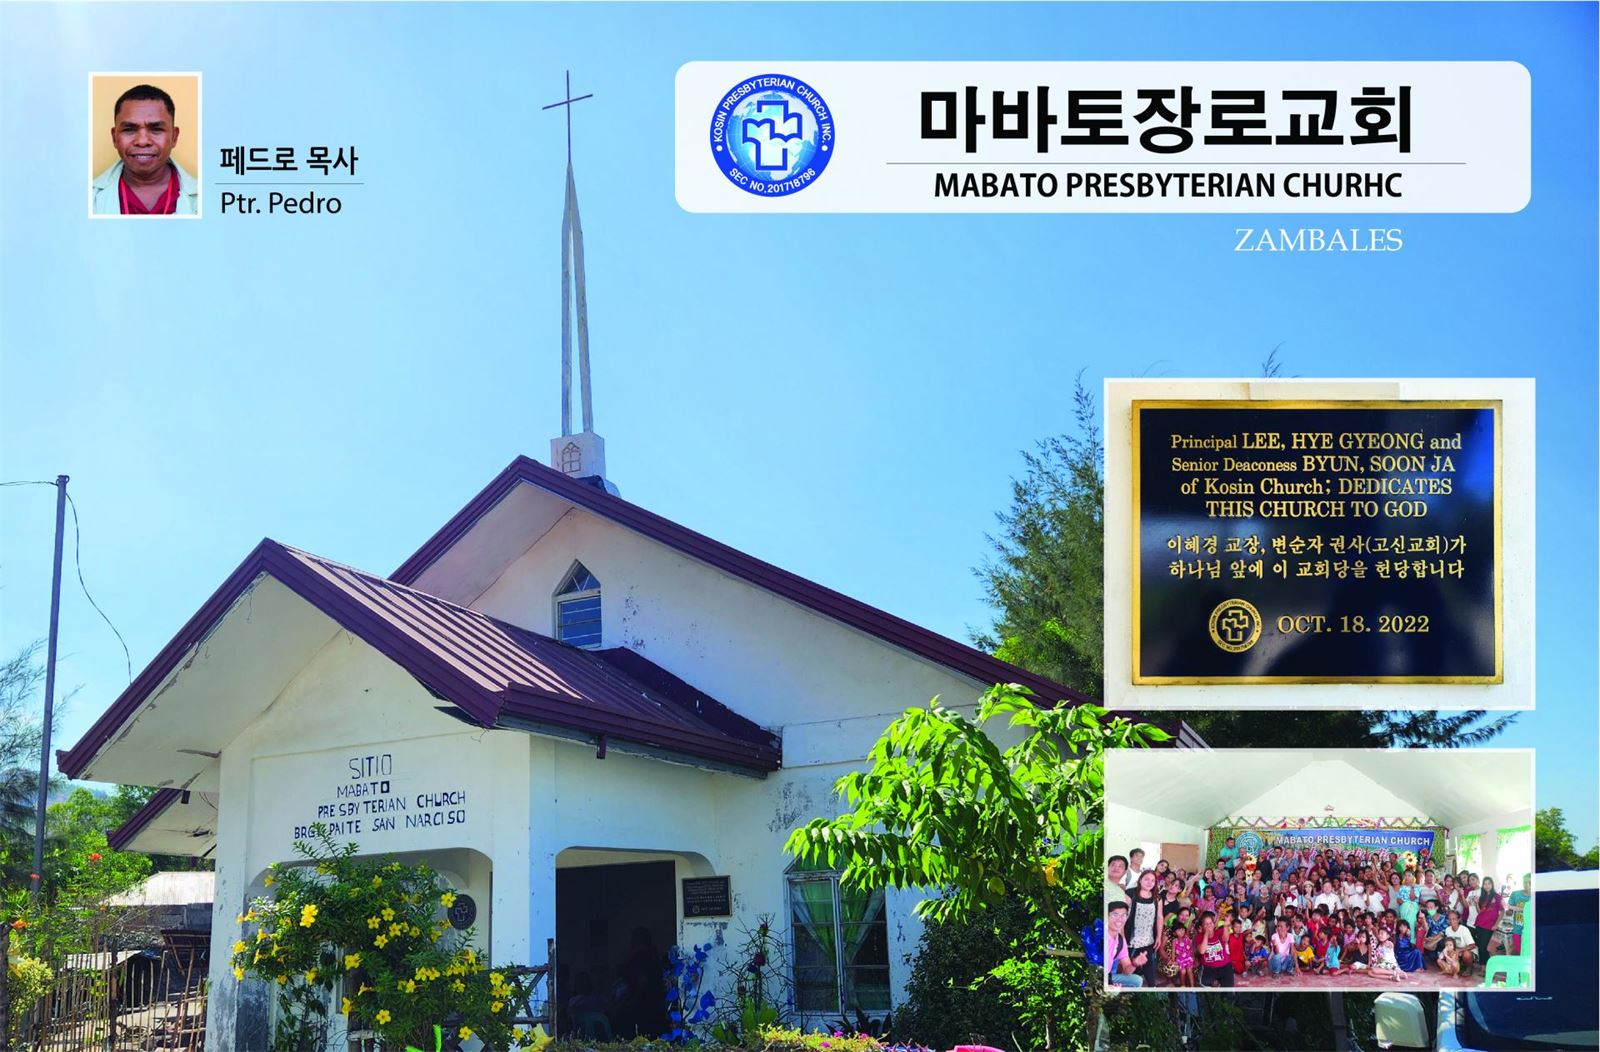 페드로 목사
Ptr. Pedro
KOSIN PRESBYTERIAN CHURCH INC.
SEC NO,201718796
마바토장로교회
MABATO PRESBYTERIAN CHURHC
ZAMBALES
Principal LEE, HYE GYEONG and
Senior Deaconess BYUN, SOON JA
of Kosin Church; DEDICATES
THIS CHURCH TO GOD
이혜경 교장, 변순자 권사(고신교회)가
하나님 앞에 이 교회당을 헌당합니다
OCT. 18. 2022
SITIO
MABATO
PRESBYTERIAN CHURCH
BRGY PAITE SAN NARCISO
MABATO PRESBYTERIAN CHURCH